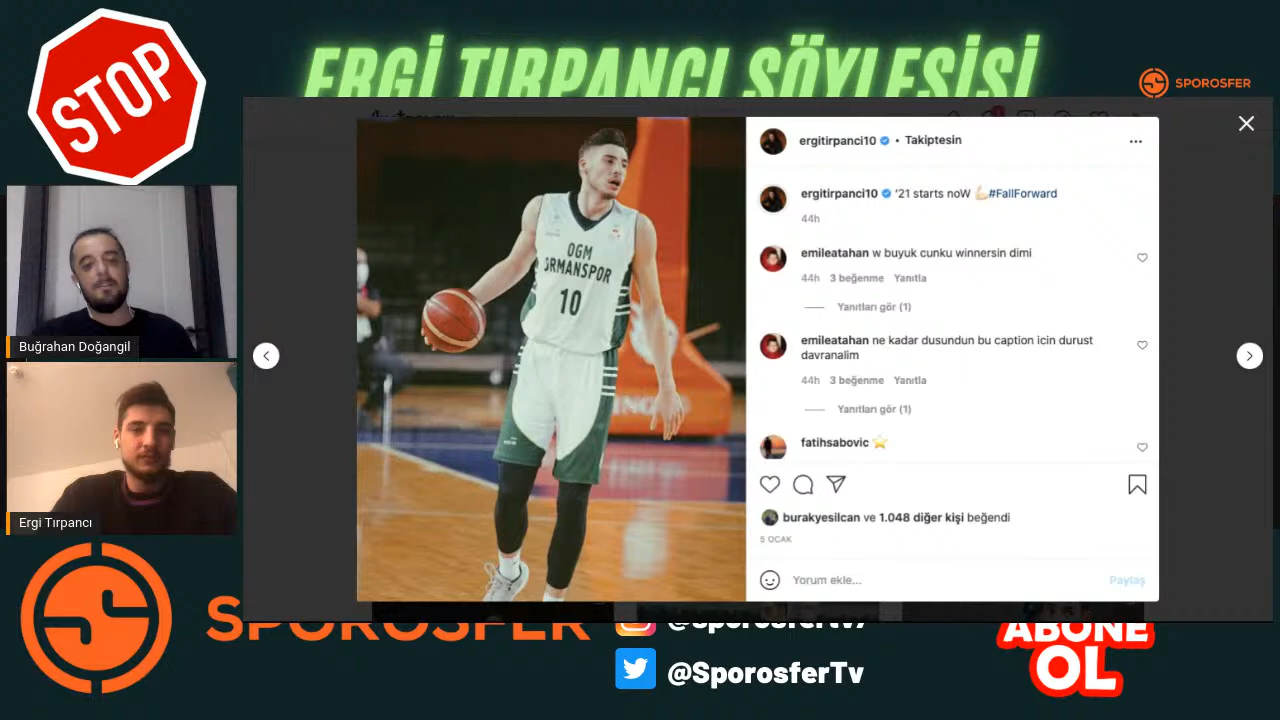 STOP
ERGİ TIRPANCI SÖYLEŞİSİ
SPOROSFER
Buğrahan Doğangil
Ergi Tırpancı
OGM
ORMANSPOR
10
ergitirpanci10 • Takiptesin
ergitirpanci10 '21 starts noW 💪🏻#FallForward
44h
emileatahan w buyuk cunku winnersin dimi
44h 3 beğenme Yanıtla
Yanıtları gör (1)
emileatahan ne kadar dusundun bu caption icin durust
davranalim
44h 3 beğenme Yanıtla
Yanıtları gör (1)
fatihsabovic ⭐
burakyesilcan ve 1.048 diğer kişi beğendi
5 OCAK
Yorum ekle...
Paylaş
SPOROSFER
@sporosfertv7
@SporosferTv
ABONE
OL